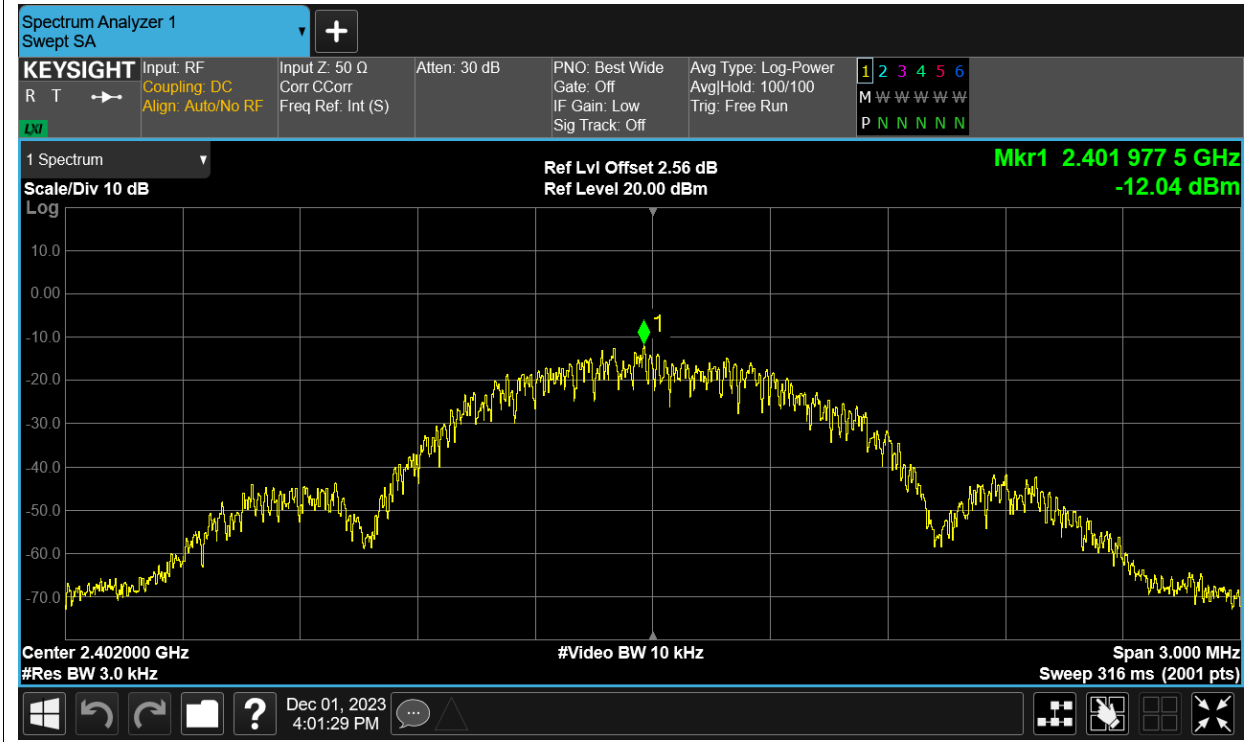 Spectrum Analyzer 1
Swept SA
KEYSIGHT
R T
LXI
Input: RF
Coupling: DC
Align: Auto/No RF
Input Z: 50 Ω
Corr CCorr
Freq Ref: Int (S)
Atten: 30 dB
PNO: Best Wide
Gate: Off
IF Gain: Low
Sig Track: Off
Avg Type: Log-Power
Avg|Hold: 100/100
Trig: Free Run
1 2 3 4 5 6
M W W W W W
P N N N N N
1 Spectrum
Scale/Div 10 dB
Log
Ref Lvl Offset 2.56 dB
Ref Level 20.00 dBm
Mkr1 2.401 977 5 GHz
-12.04 dBm
10.0
0.00
-10.0
-20.0
-30.0
-40.0
-50.0
-60.0
-70.0
1
Center 2.402000 GHz
#Res BW 3.0 kHz
#Video BW 10 kHz
Span 3.000 MHz
Sweep 316 ms (2001 pts)
?
Dec 01, 2023
4:01:29 PM